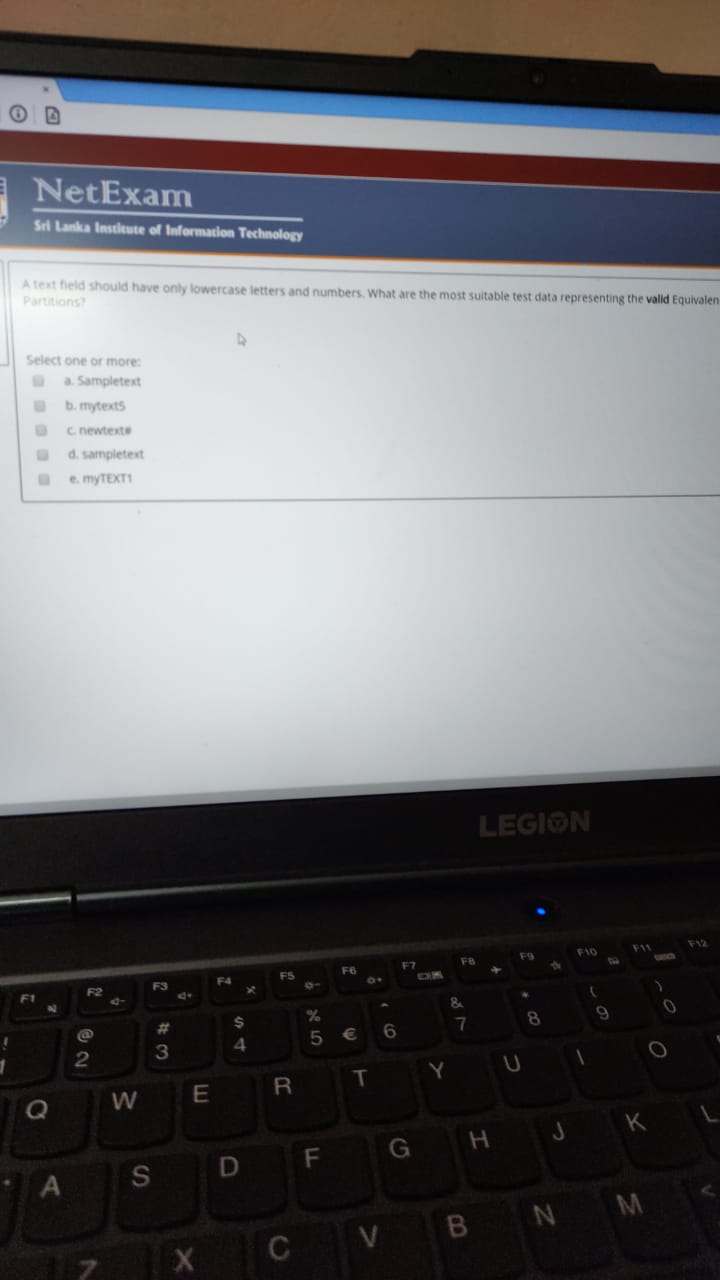 NetExam
Sri Lanka Institute of Information Technology
A text field should have only lowercase letters and numbers. What are the most suitable test data representing the valid Equivalen
Partitions?
Select one or more:
a. Sampletext
b. mytext5
c. newtext#
d. sampletext
e. myTEXT1
LEGION
F1 F2 F3 F4 F5 F6 F7 F8 F9 F10 F11 F12
! @ # $ % ^ & * ( )
1 2 3 4 5 € 6 7 8 9 0
Q W E R T Y U I O
A S D F G H J K L
Z X C V B N M <